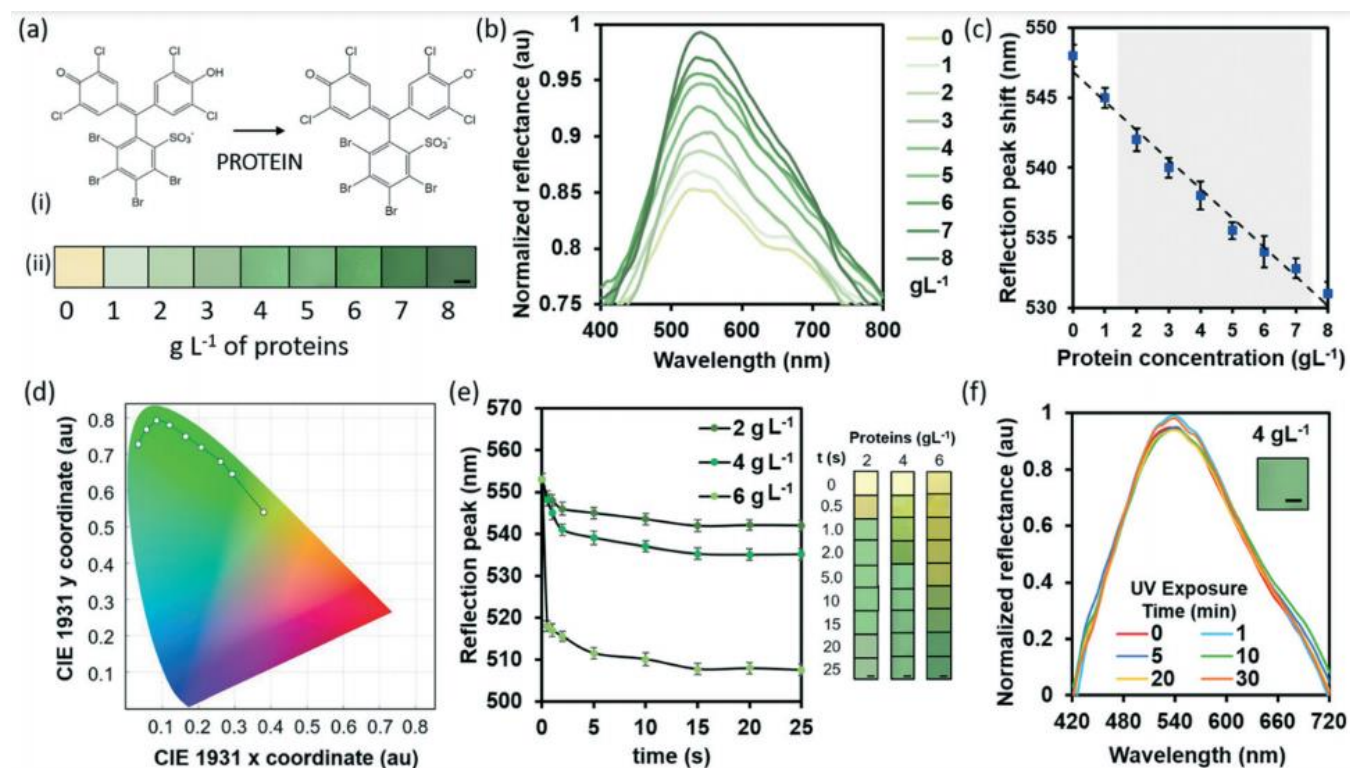 (a)
Cl
Cl
O
OH
Cl
Cl
Br
SO₃⁻
Br
Br
Br
PROTEIN
Cl
Cl
O
O⁻
Cl
Cl
Br
SO₃⁻
Br
Br
Br
(i)
(ii)
0 1 2 3 4 5 6 7 8
g L⁻¹ of proteins
(b)
Normalized reflectance (au)
1
0.95
0.9
0.85
0.8
0.75
400 500 600 700 800
Wavelength (nm)
0
1
2
3
4
5
6
7
8
gL⁻¹
(c)
Reflection peak shift (nm)
550
545
540
535
530
0 1 2 3 4 5 6 7 8
Protein concentration (gL⁻¹)
(d)
CIE 1931 y coordinate (au)
0.8
0.7
0.6
0.5
0.4
0.3
0.2
0.1
0.1 0.2 0.3 0.4 0.5 0.6 0.7 0.8
CIE 1931 x coordinate (au)
(e)
Reflection peak (nm)
570
560
550
540
530
520
510
500
0 5 10 15 20 25
time (s)
2 g L⁻¹
4 g L⁻¹
6 g L⁻¹
Proteins (gL⁻¹)
t (s) 2 4 6
0
0.5
1.0
2.0
5.0
10
15
20
25
(f)
Normalized reflectance (au)
1
0.8
0.6
0.4
0.2
0
420 480 540 600 660 720
Wavelength (nm)
4 gL⁻¹
UV Exposure
Time (min)
0 1
5 10
20 30